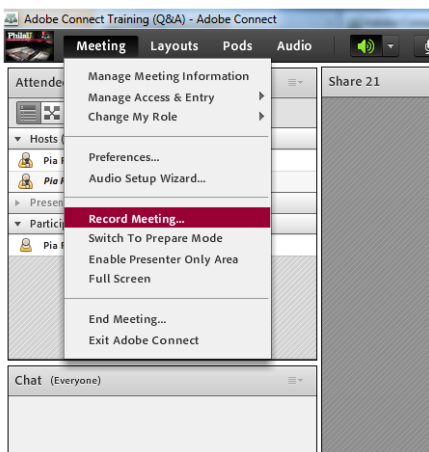 Adobe Connect Training (Q&A) - Adobe Connect
PhilaU
Meeting Layouts Pods Audio
Attende
Share 21
Manage Meeting Information
Manage Access & Entry
Change My Role
Hosts (
Preferences...
Pia
Audio Setup Wizard...
Pia
Presen
Record Meeting...
Partici
Switch To Prepare Mode
Pia
Enable Presenter Only Area
Full Screen
End Meeting...
Exit Adobe Connect
Chat (Everyone)